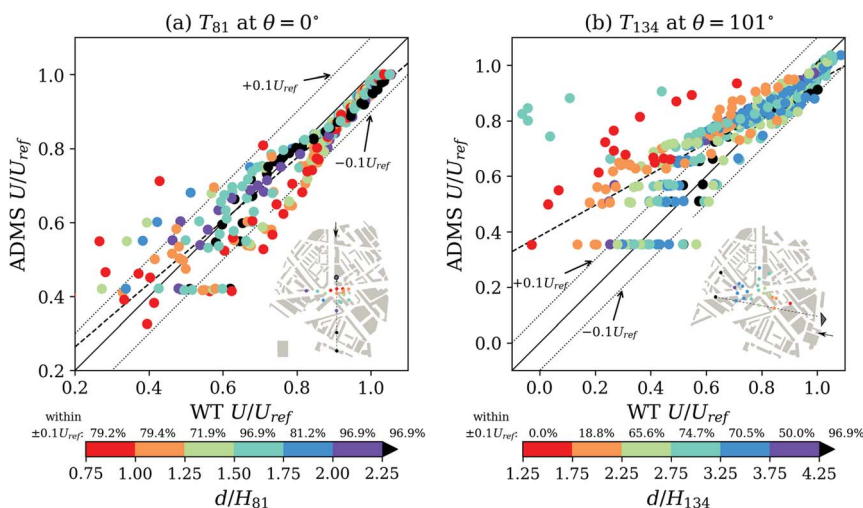 (a) T81 at θ = 0°
(b) T134 at θ = 101°
ADMS U/Uref
1.0
0.8
0.6
0.4
0.2
+0.1Uref
−0.1Uref
0.2 0.4 0.6 0.8 1.0
WT U/Uref
ADMS U/Uref
1.0
0.8
0.6
0.4
0.2
0.0
+0.1Uref
−0.1Uref
0.0 0.2 0.4 0.6 0.8 1.0
WT U/Uref
within
±0.1Uref: 79.2% 79.4% 71.9% 96.9% 81.2% 96.9% 96.9%
0.75 1.00 1.25 1.50 1.75 2.00 2.25
d/H81
within
±0.1Uref: 0.0% 18.8% 65.6% 74.7% 70.5% 50.0% 96.9%
1.25 1.75 2.25 2.75 3.25 3.75 4.25
d/H134